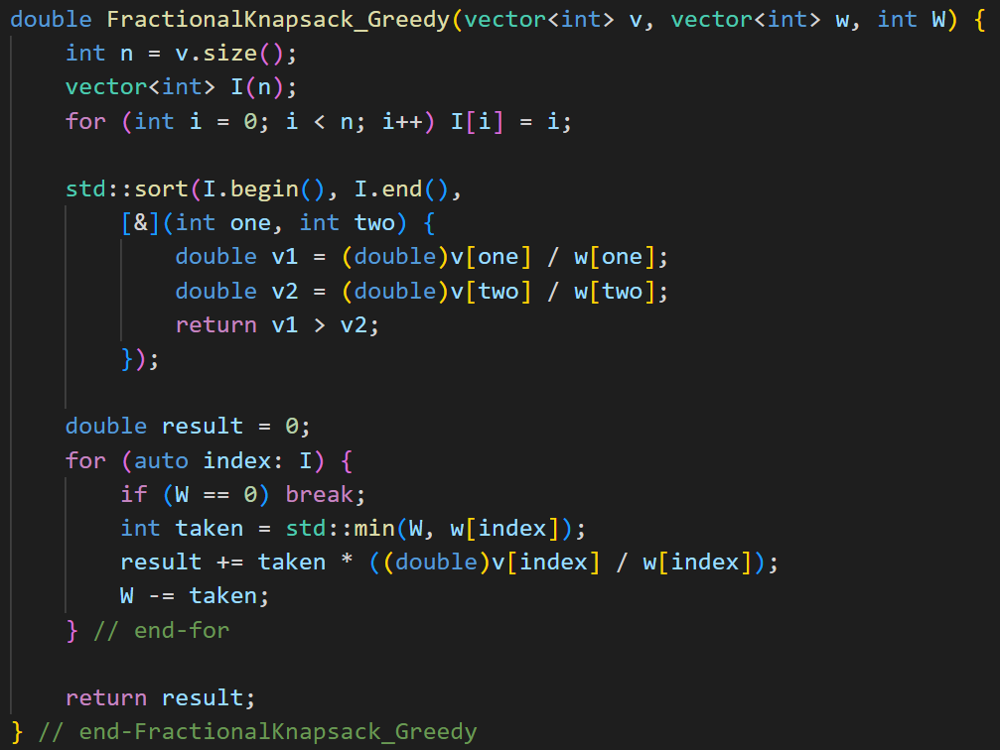 double FractionalKnapsack_Greedy(vector<int> v, vector<int> w, int W) {
    int n = v.size();
    vector<int> I(n);
    for (int i = 0; i < n; i++) I[i] = i;

    std::sort(I.begin(), I.end(),
        [&](int one, int two) {
            double v1 = (double)v[one] / w[one];
            double v2 = (double)v[two] / w[two];
            return v1 > v2;
        });

    double result = 0;
    for (auto index: I) {
        if (W == 0) break;
        int taken = std::min(W, w[index]);
        result += taken * ((double)v[index] / w[index]);
        W -= taken;
    } // end-for

    return result;
} // end-FractionalKnapsack_Greedy